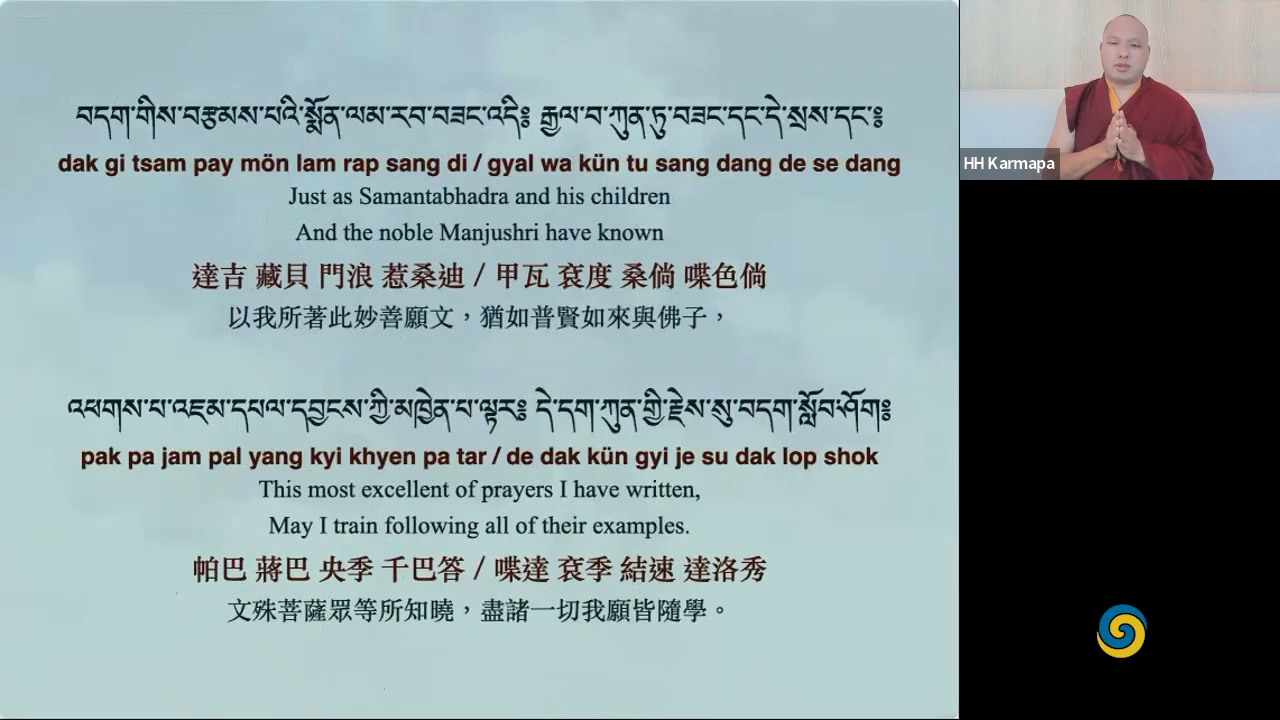 བདག་གིས་བརྩམས་པའི་སྨོན་ལམ་རབ་བཟང་འདི༔ རྒྱལ་བ་ཀུན་ཏུ་བཟང་དང་དེ་སྲས་དང་༔
dak gi tsam pay mön lam rap sang di / gyal wa kün tu sang dang de se dang
Just as Samantabhadra and his children
And the noble Manjushri have known
達吉 藏貝 門浪 惹桑迪 / 甲瓦 袞度 桑倘 喋色倘
以我所著此妙善願文，猶如普賢如來與佛子，
འཕགས་པ་འཇམ་དཔལ་དབྱངས་ཀྱི་མཁྱེན་པ་ལྟར༔ དེ་དག་ཀུན་གྱི་རྗེས་སུ་བདག་སློབ་ཤོག༔
pak pa jam pal yang kyi khyen pa tar / de dak kün gyi je su dak lop shok
This most excellent of prayers I have written,
May I train following all of their examples.
帕巴 蔣巴 央季 千巴答 / 喋達 袞季 結速 達洛秀
文殊菩薩眾等所知曉，盡諸一切我願皆隨學。
HH Karmapa